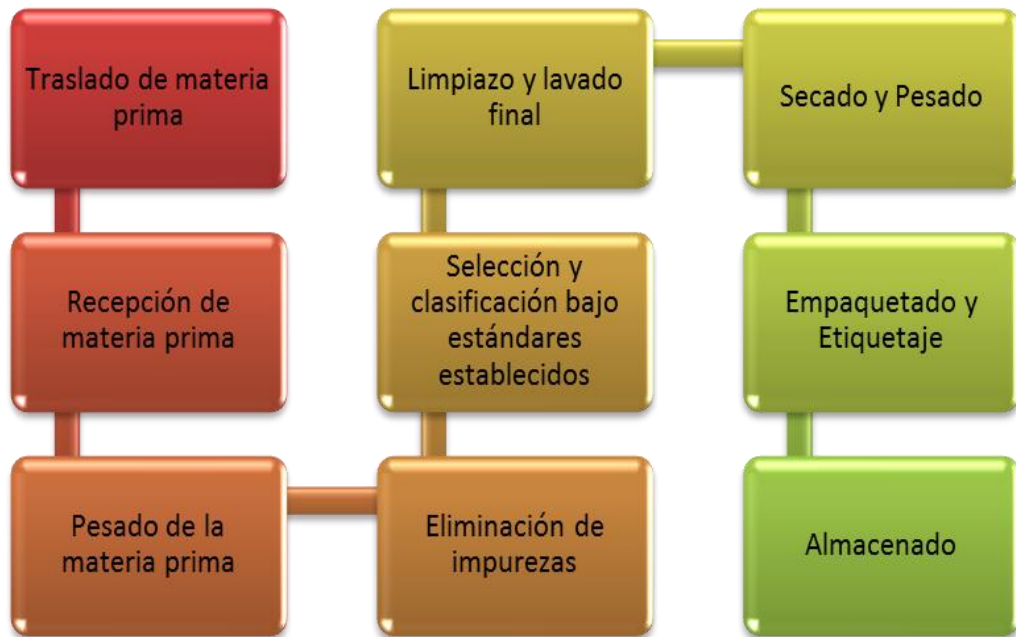 Traslado de materia
prima
Recepción de
materia prima
Pesado de la
materia prima
Eliminación de
impurezas
Selección y
clasificación bajo
estándares
establecidos
Limpiazo y lavado
final
Secado y Pesado
Empaquetado y
Etiquetaje
Almacenado